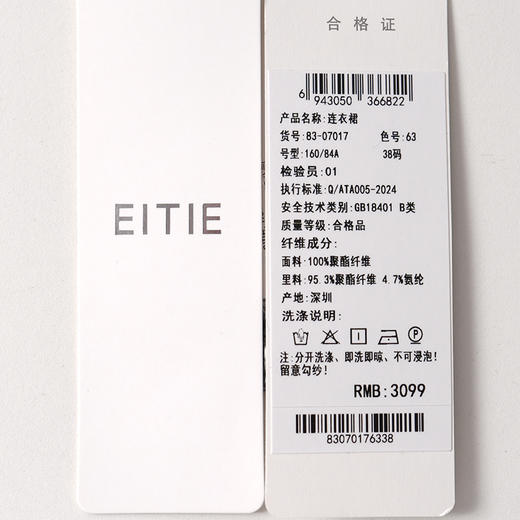 EITIE
合格证
6 943050 366822
产品名称:连衣裙
货号:83-07017 色号:63
号型:160/84A 38码
检验员:01
执行标准:Q/ATA005-2024
安全技术类别:GB18401 B类
质量等级:合格品
纤维成分:
面料:100%聚酯纤维
里料:95.3%聚酯纤维 4.7%氨纶
产地:深圳
洗涤说明:
注:分开洗涤、即洗即晾、不可浸泡!
留意勾纱!
RMB:3099
83070176338